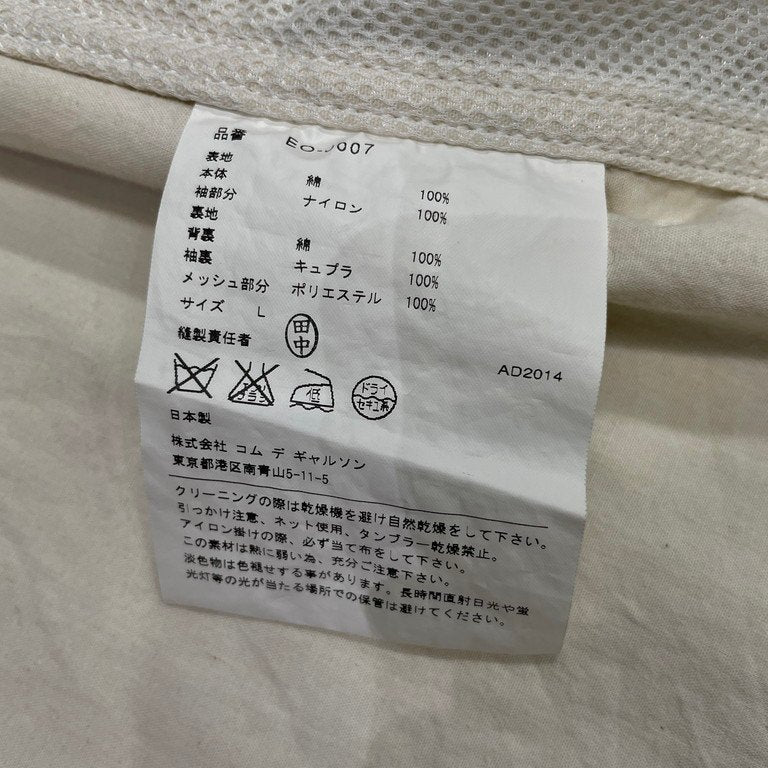 品番 EO-J007
表地
本体 綿 100%
袖部分 ナイロン 100%
裏地
背裏 綿 100%
袖裏 キュプラ 100%
メッシュ部分 ポリエステル 100%
サイズ L
縫製責任者 田中
AD2014
低 ドライ セキユ系
日本製
株式会社 コム デ ギャルソン
東京都港区南青山5-11-5
クリーニングの際は乾燥機を避け自然乾燥をして下さい。
引っかけ注意、ネット使用、タンブラー乾燥禁止。
アイロン掛けの際、必ず当て布をして下さい。
この素材は熱に弱い為、充分ご注意下さい。
淡色物は色褪せする事があります。長時間直射日光や蛍
光灯等の光が当たる場所での保管は避けてください。